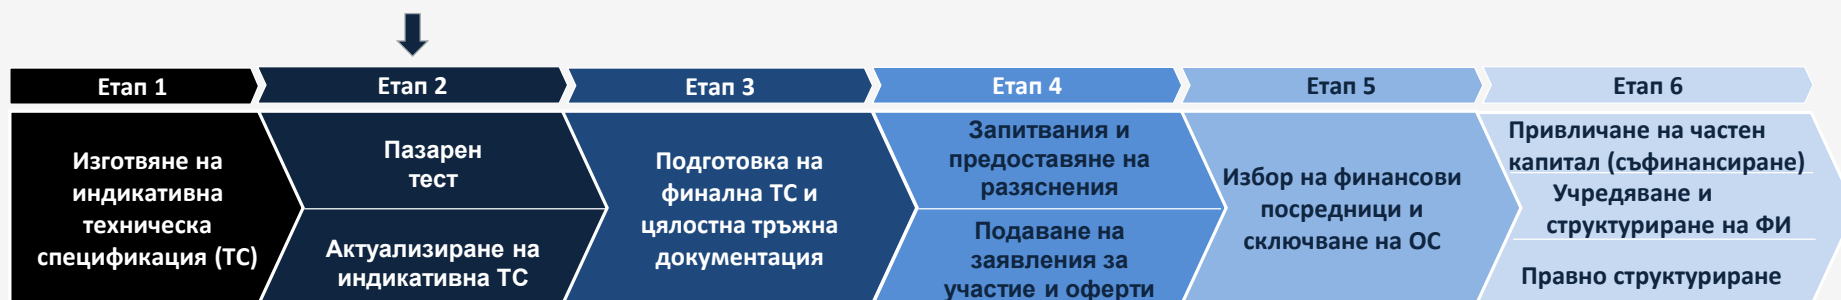 Етап 1
Етап 2
Етап 3
Етап 4
Етап 5
Етап 6
Изготвяне на
индикативна
техническа
спецификация (ТС)
Пазарен
тест
Актуализиране на
индикативна ТС
Подготовка на
финална ТС и
цялостна тръжна
документация
Запитвания и
предоставяне на
разяснения
Подаване на
заявления за
участие и оферти
Избор на финансови
посредници и
сключване на ОС
Привличане на частен
капитал (съфинансиране)
Учредяване и
структуриране на ФИ
Правно структуриране